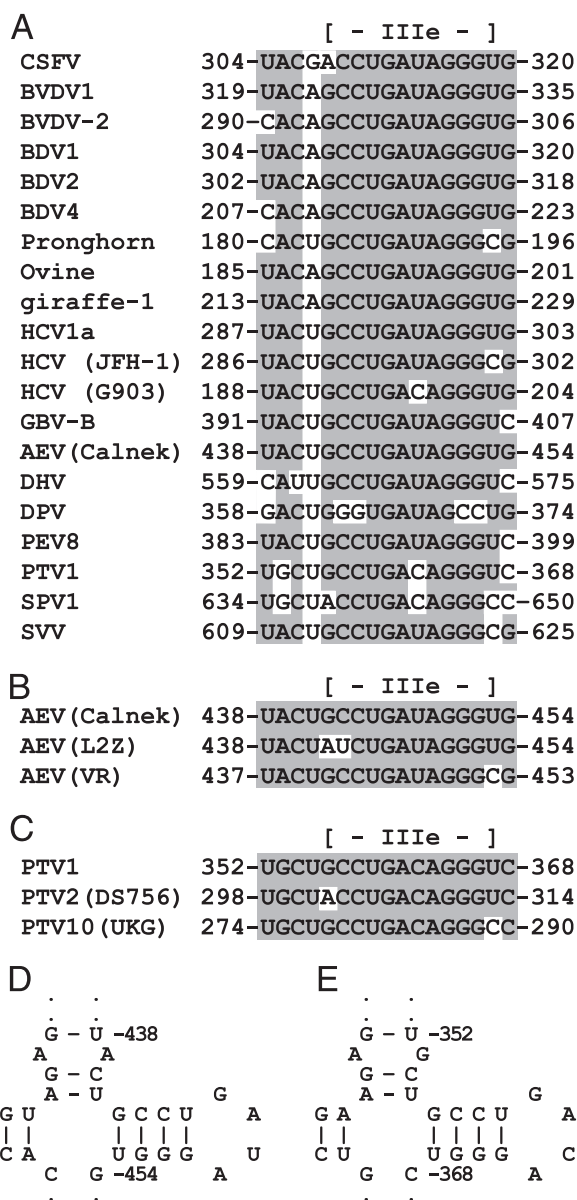 A
[ - IIIe - ]
CSFV 304-UACGACCUGAUAGGGUG-320
BVDV1 319-UACAGCCUGAUAGGGUG-335
BVDV-2 290-CACAGCCUGAUAGGGUG-306
BDV1 304-UACAGCCUGAUAGGGUG-320
BDV2 302-UACAGCCUGAUAGGGUG-318
BDV4 207-CACAGCCUGAUAGGGUG-223
Pronghorn 180-CACUGCCUGAUAGGGCG-196
Ovine 185-UACAGCCUGAUAGGGUG-201
giraffe-1 213-UACAGCCUGAUAGGGUG-229
HCV1a 287-UACUGCCUGAUAGGGUG-303
HCV (JFH-1) 286-UACUGCCUGAUAGGGCG-302
HCV (G903) 188-UACUGCCUGACAGGGUG-204
GBV-B 391-UACUGCCUGAUAGGGUC-407
AEV(Calnek) 438-UACUGCCUGAUAGGGUG-454
DHV 559-CAUUGCCUGAUAGGGUC-575
DPV 358-GACUGGGUGAUAGCCUG-374
PEV8 383-UACUGCCUGAUAGGGUC-399
PTV1 352-UGCUGCCUGACAGGGUC-368
SPV1 634-UGCUACCUGACAGGGCC-650
SVV 609-UACUGCCUGAUAGGGCG-625
B
[ - IIIe - ]
AEV(Calnek) 438-UACUGCCUGAUAGGGUG-454
AEV(L2Z) 438-UACUAUCUGAUAGGGUG-454
AEV(VR) 437-UACUGCCUGAUAGGGCG-453
C
[ - IIIe - ]
PTV1 352-UGCUGCCUGACAGGGUC-368
PTV2(DS756) 298-UGCUACCUGACAGGGUC-314
PTV10(UKG) 274-UGCUGCCUGACAGGGCC-290
D E
. . . .
. . . .
G - U -438 G - U -352
A A A G
G - C G - C
A - U G A - U G
G U G C C U A G A G C C U A
| | | | | | | | | | | |
C A U G G G U C U U G G G C
C G -454 A G C -368 A
. . . .